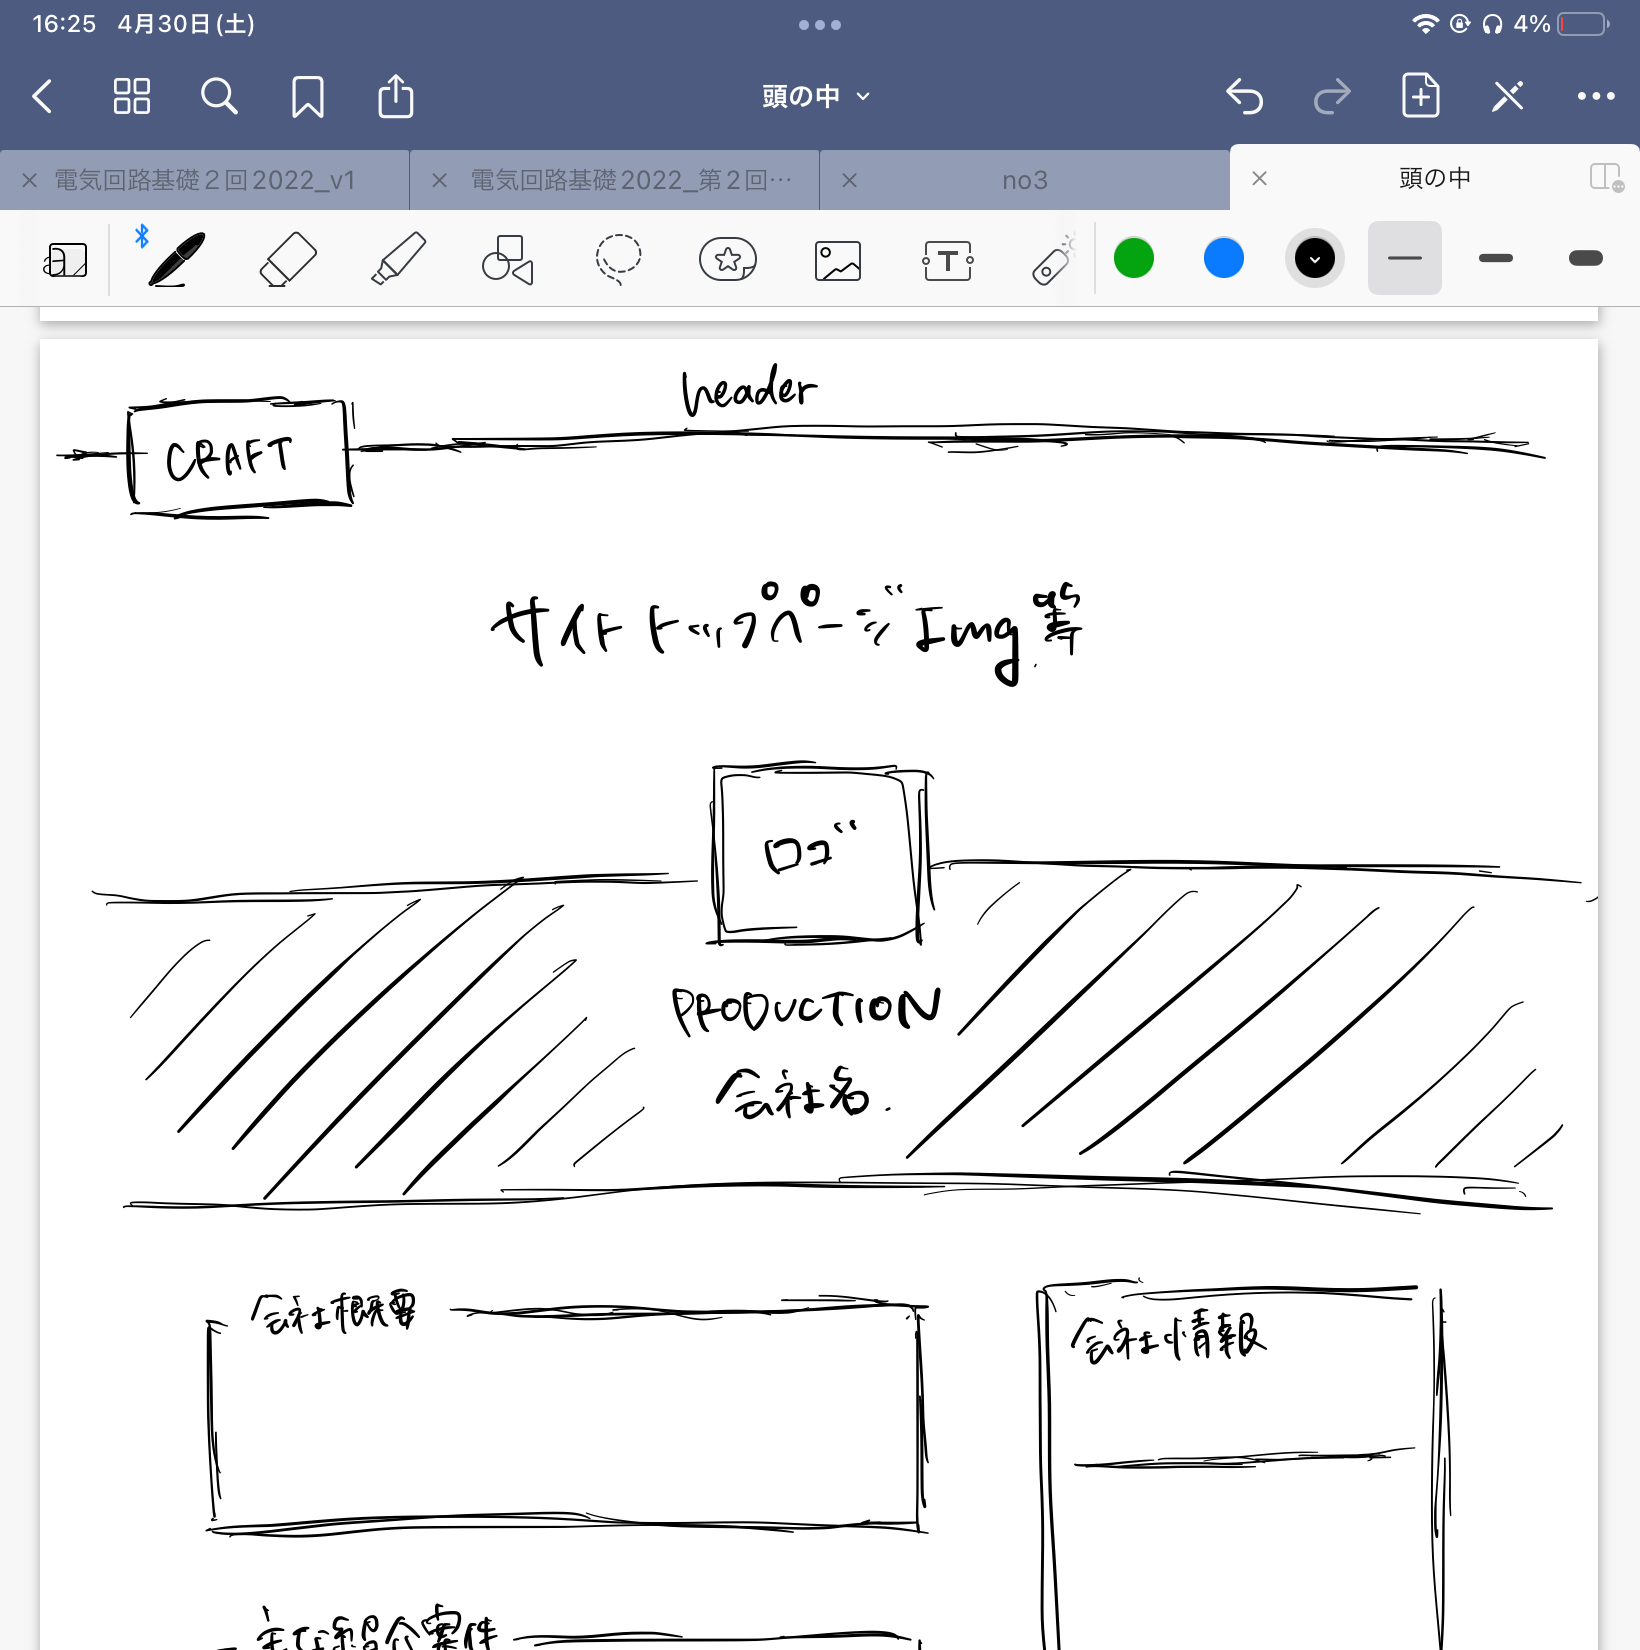 16:25 4月30日(土)
4%
頭の中
電気回路基礎2回2022_v1
電気回路基礎2022_第2回…
no3
頭の中
T
header
CRAFT
サイトトップページImg等
ロゴ
PRODUCTION
会社名.
会社概要
会社情報
主な紹介案件